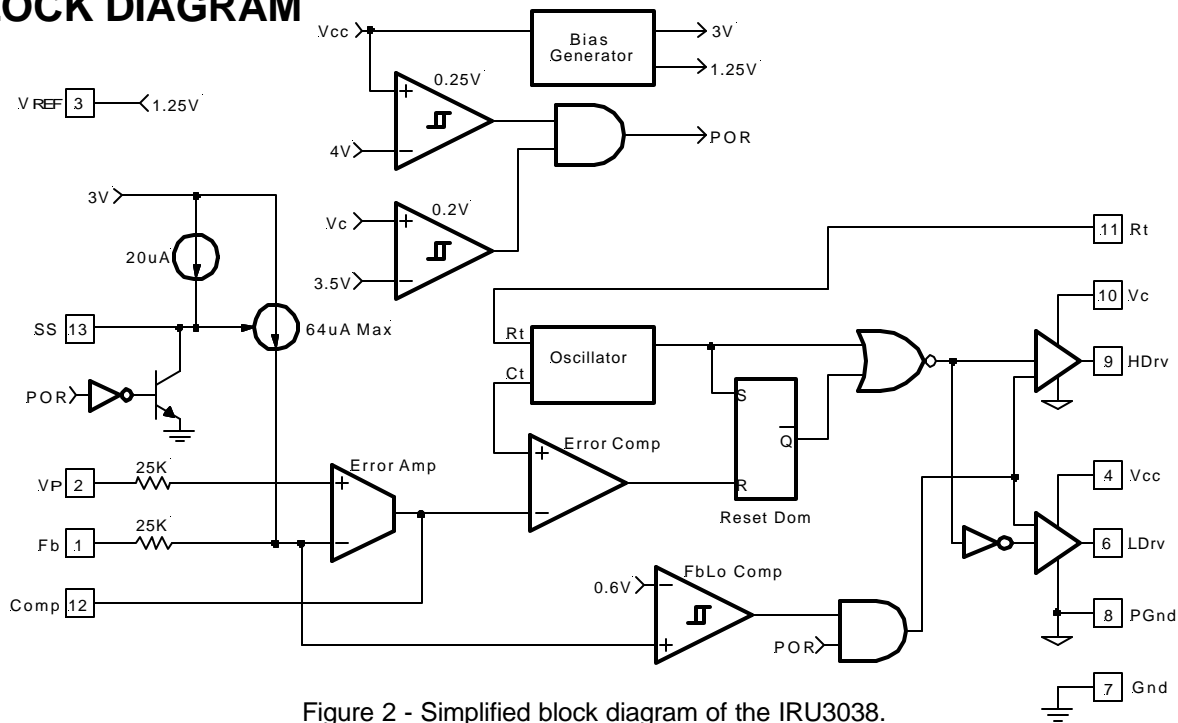 LOCK DIAGRAM
Vcc
Bias
Generator
3V
1.25V
0.25V
VREF 3
1.25V
4V
POR
3V
Vc
0.2V
20uA
3.5V
11 Rt
10 Vc
SS 13
64uA Max
Rt
Oscillator
Ct
9 HDrv
POR
S
Q
R
Error Comp
Reset Dom
VP 2
25K
Error Amp
4 Vcc
Fb 1
25K
6 LDrv
FbLo Comp
0.6V
Comp 12
8 PGnd
POR
7 Gnd
Figure 2 - Simplified block diagram of the IRU3038.